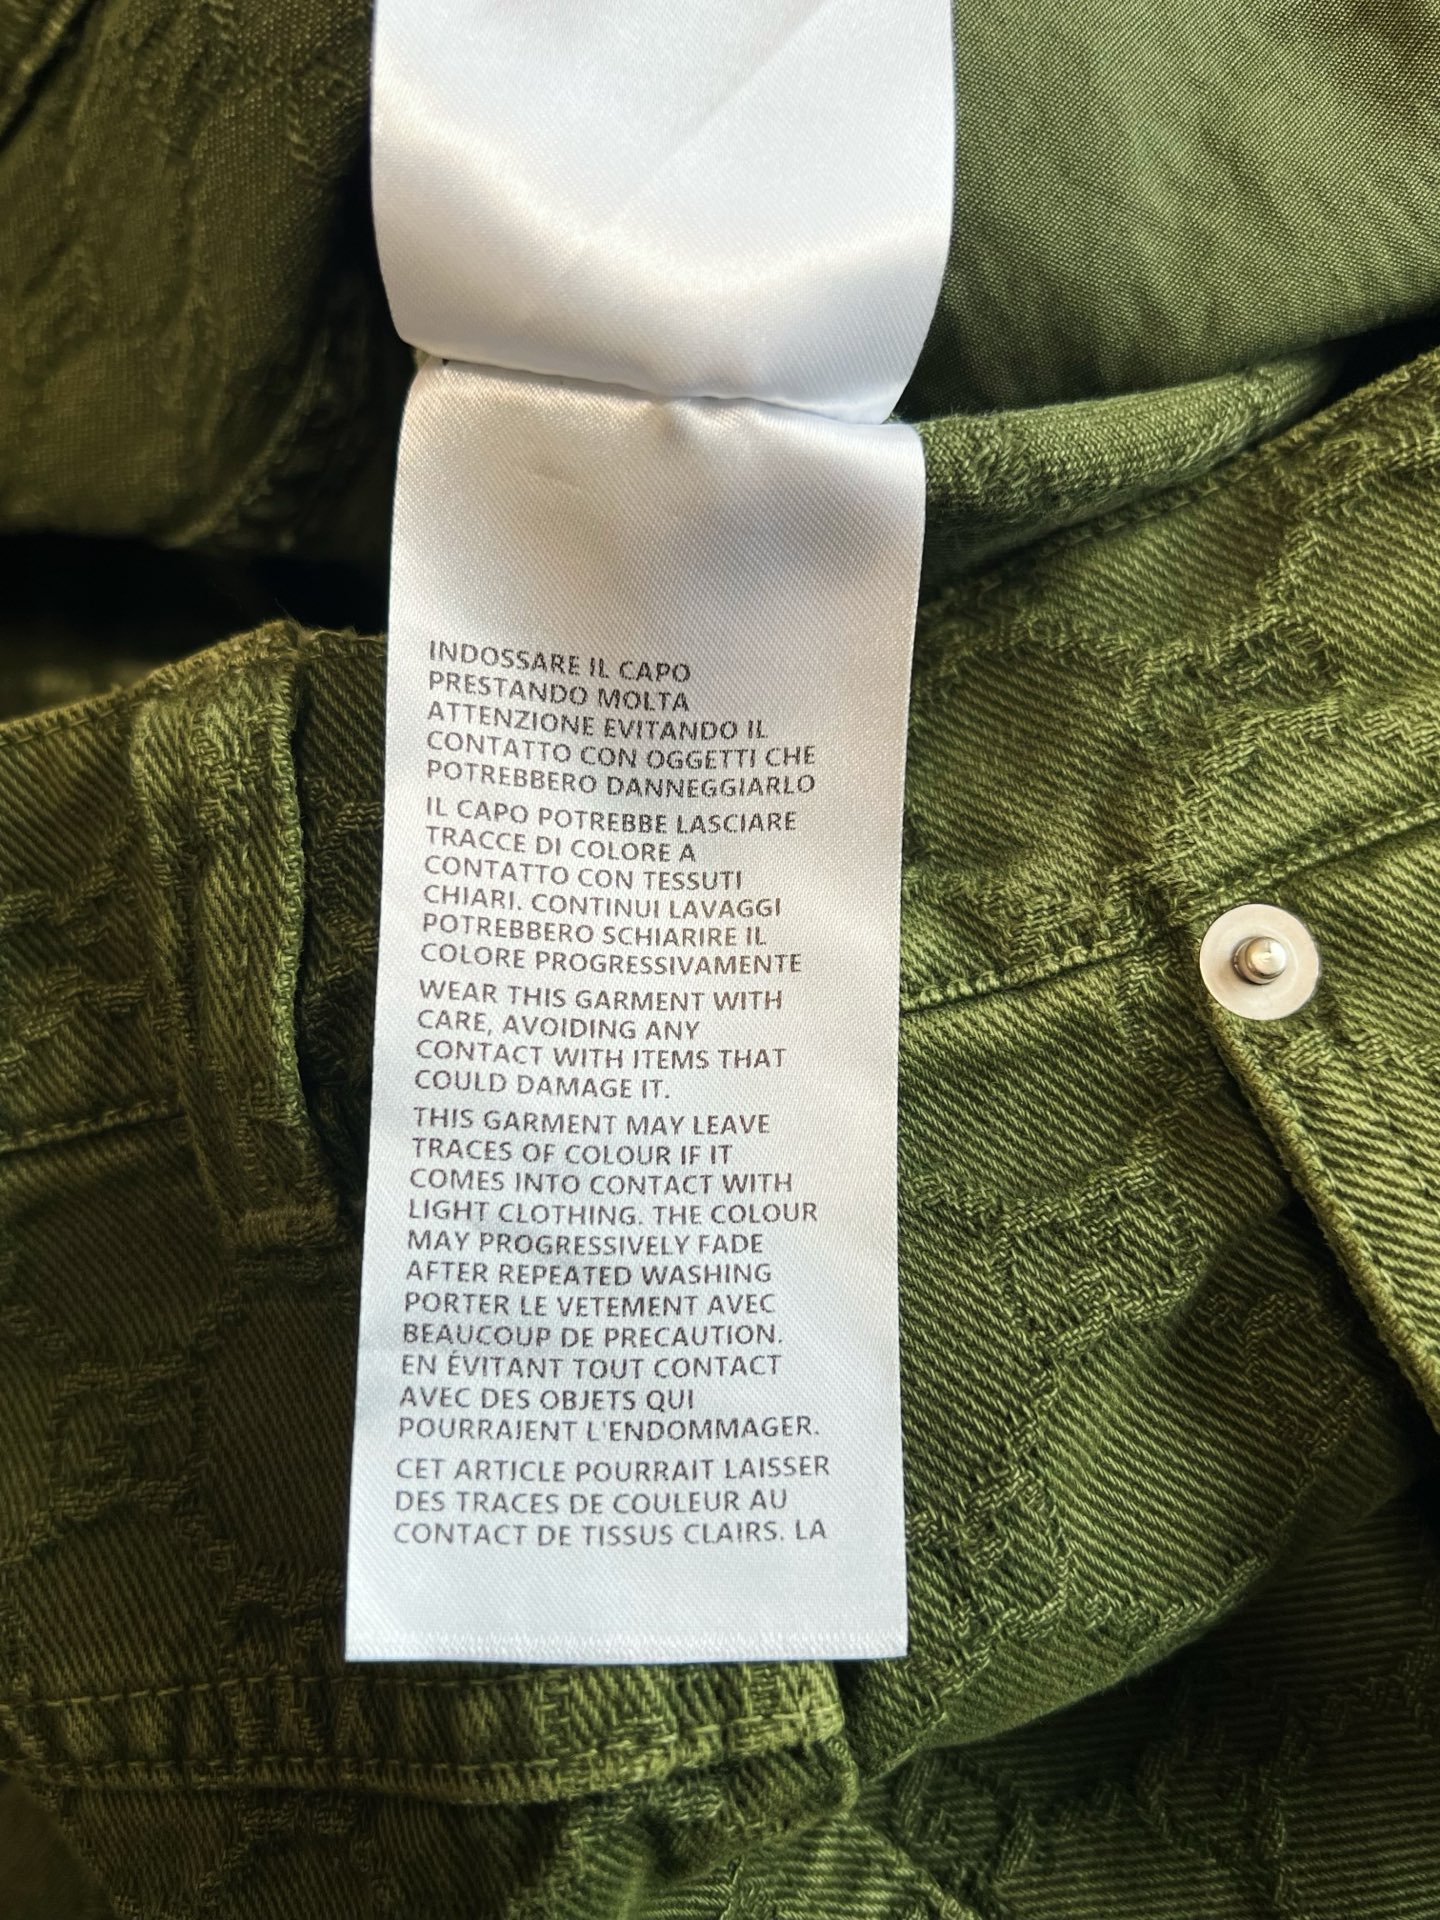 INDOSSARE IL CAPO
PRESTANDO MOLTA
ATTENZIONE EVITANDO IL
CONTATTO CON OGGETTI CHE
POTREBBERO DANNEGGIARLO
IL CAPO POTREBBE LASCIARE
TRACCE DI COLORE A
CONTATTO CON TESSUTI
CHIARI. CONTINUI LAVAGGI
POTREBBERO SCHIARIRE IL
COLORE PROGRESSIVAMENTE
WEAR THIS GARMENT WITH
CARE, AVOIDING ANY
CONTACT WITH ITEMS THAT
COULD DAMAGE IT.
THIS GARMENT MAY LEAVE
TRACES OF COLOUR IF IT
COMES INTO CONTACT WITH
LIGHT CLOTHING. THE COLOUR
MAY PROGRESSIVELY FADE
AFTER REPEATED WASHING
PORTER LE VETEMENT AVEC
BEAUCOUP DE PRECAUTION.
EN ÉVITANT TOUT CONTACT
AVEC DES OBJETS QUI
POURRAIENT L'ENDOMMAGER.
CET ARTICLE POURRAIT LAISSER
DES TRACES DE COULEUR AU
CONTACT DE TISSUS CLAIRS. LA